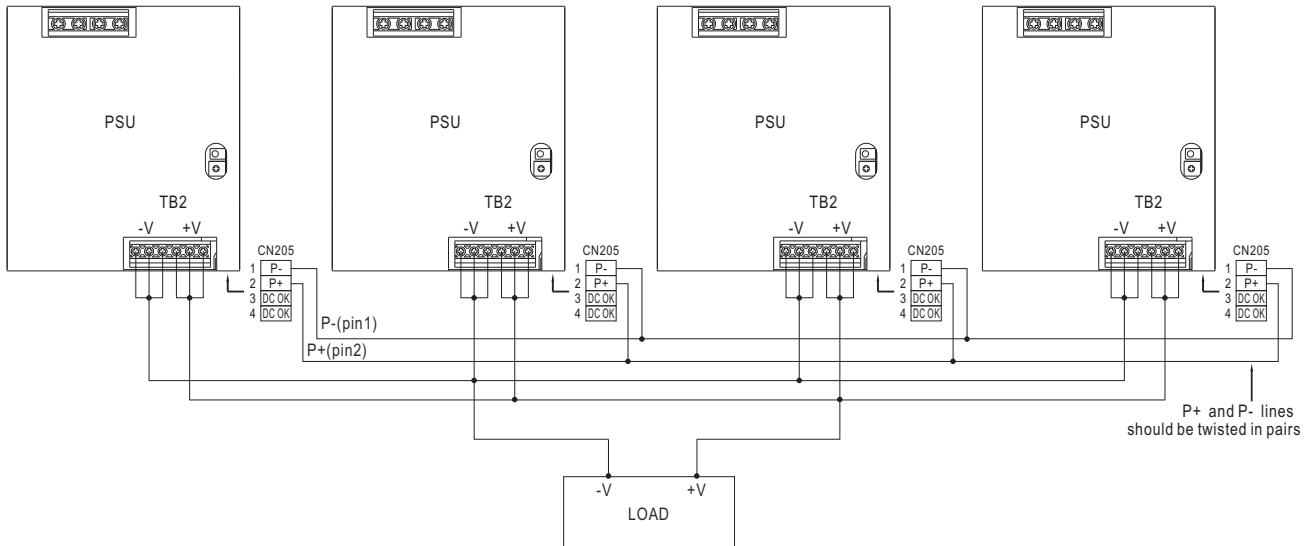 PSU PSU PSU PSU
TB2 TB2 TB2 TB2
-V +V -V +V -V +V -V +V
CN205 CN205 CN205 CN205
1 P- 1 P- 1 P- 1 P-
2 P+ 2 P+ 2 P+ 2 P+
3 DC OK 3 DC OK 3 DC OK 3 DC OK
4 DC OK 4 DC OK 4 DC OK 4 DC OK
P-(pin1)
P+(pin2)
P+ and P- lines
should be twisted in pairs
-V +V
LOAD